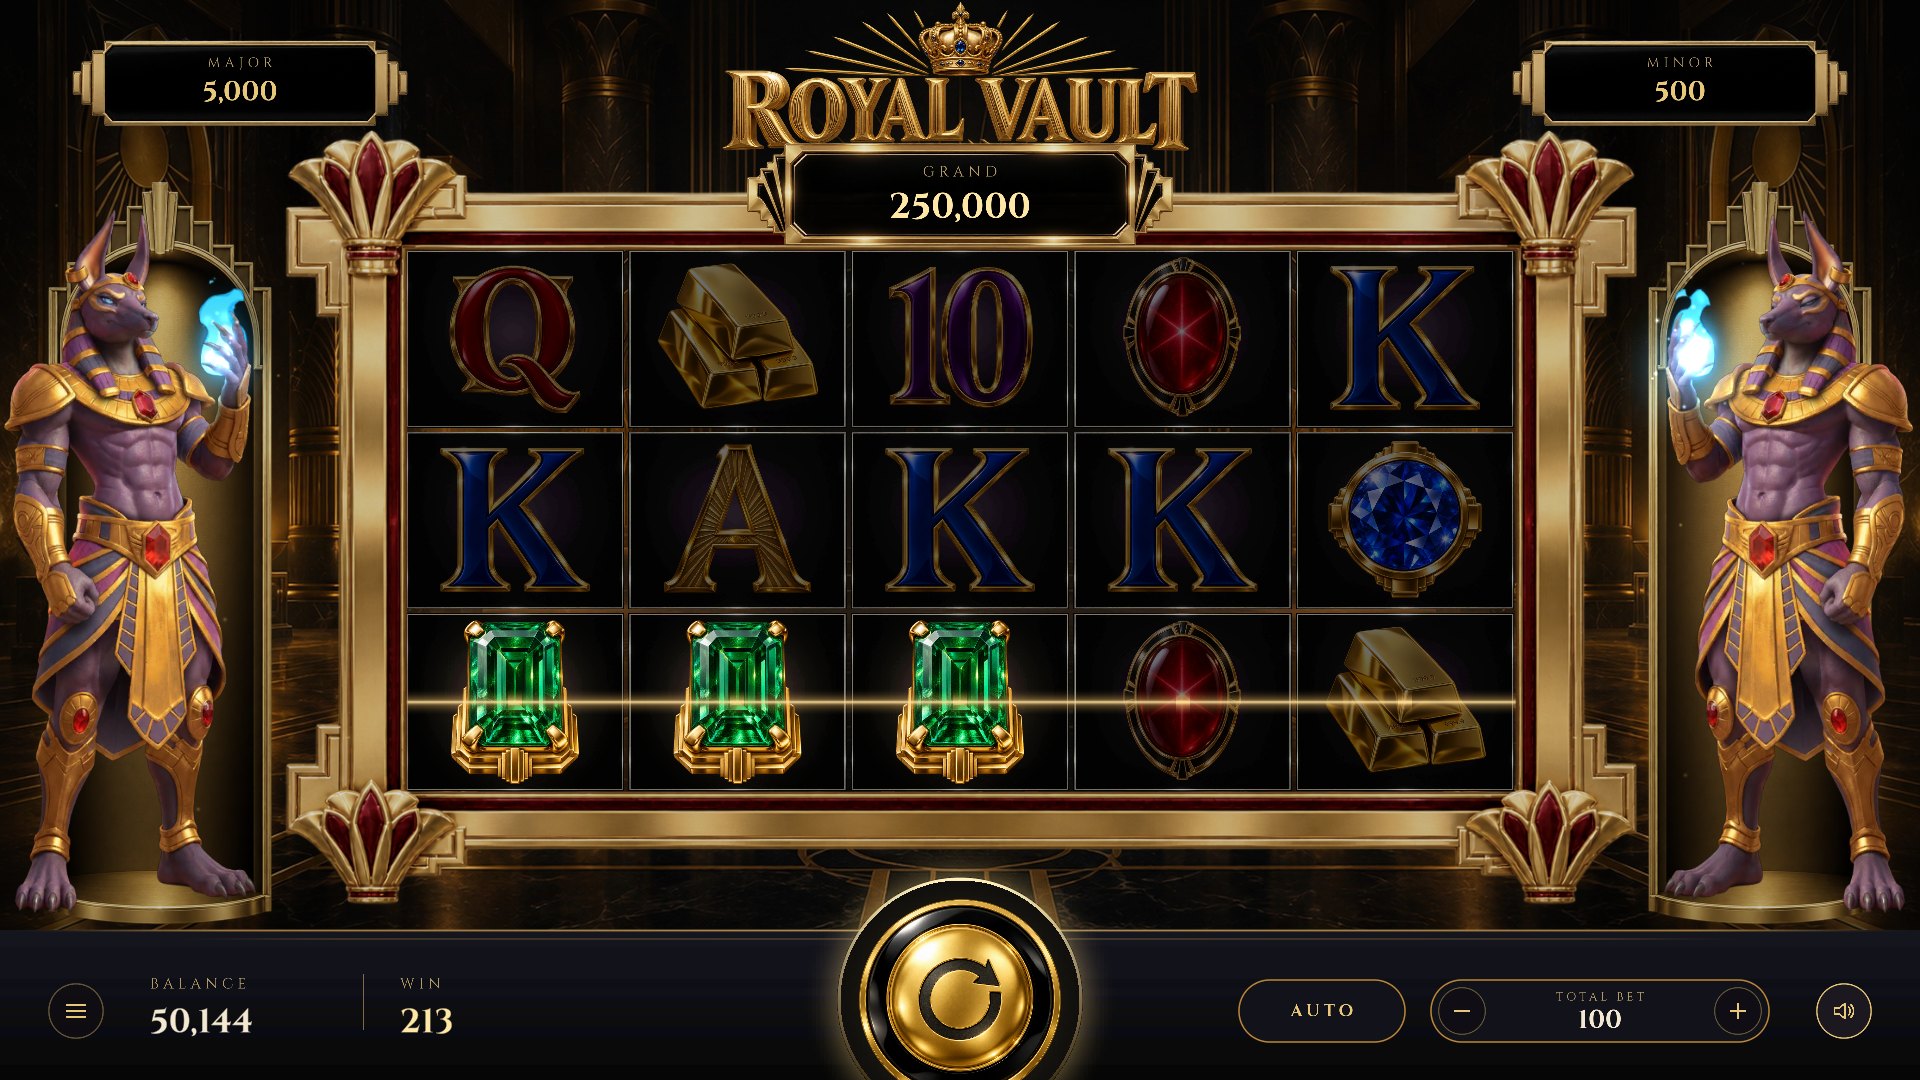 MAJOR
5,000
ROYAL VAULT
MINOR
500
GRAND
250,000
Q
10
K
K
A
K
K
BALANCE
50,144
WIN
213
AUTO
TOTAL BET
100